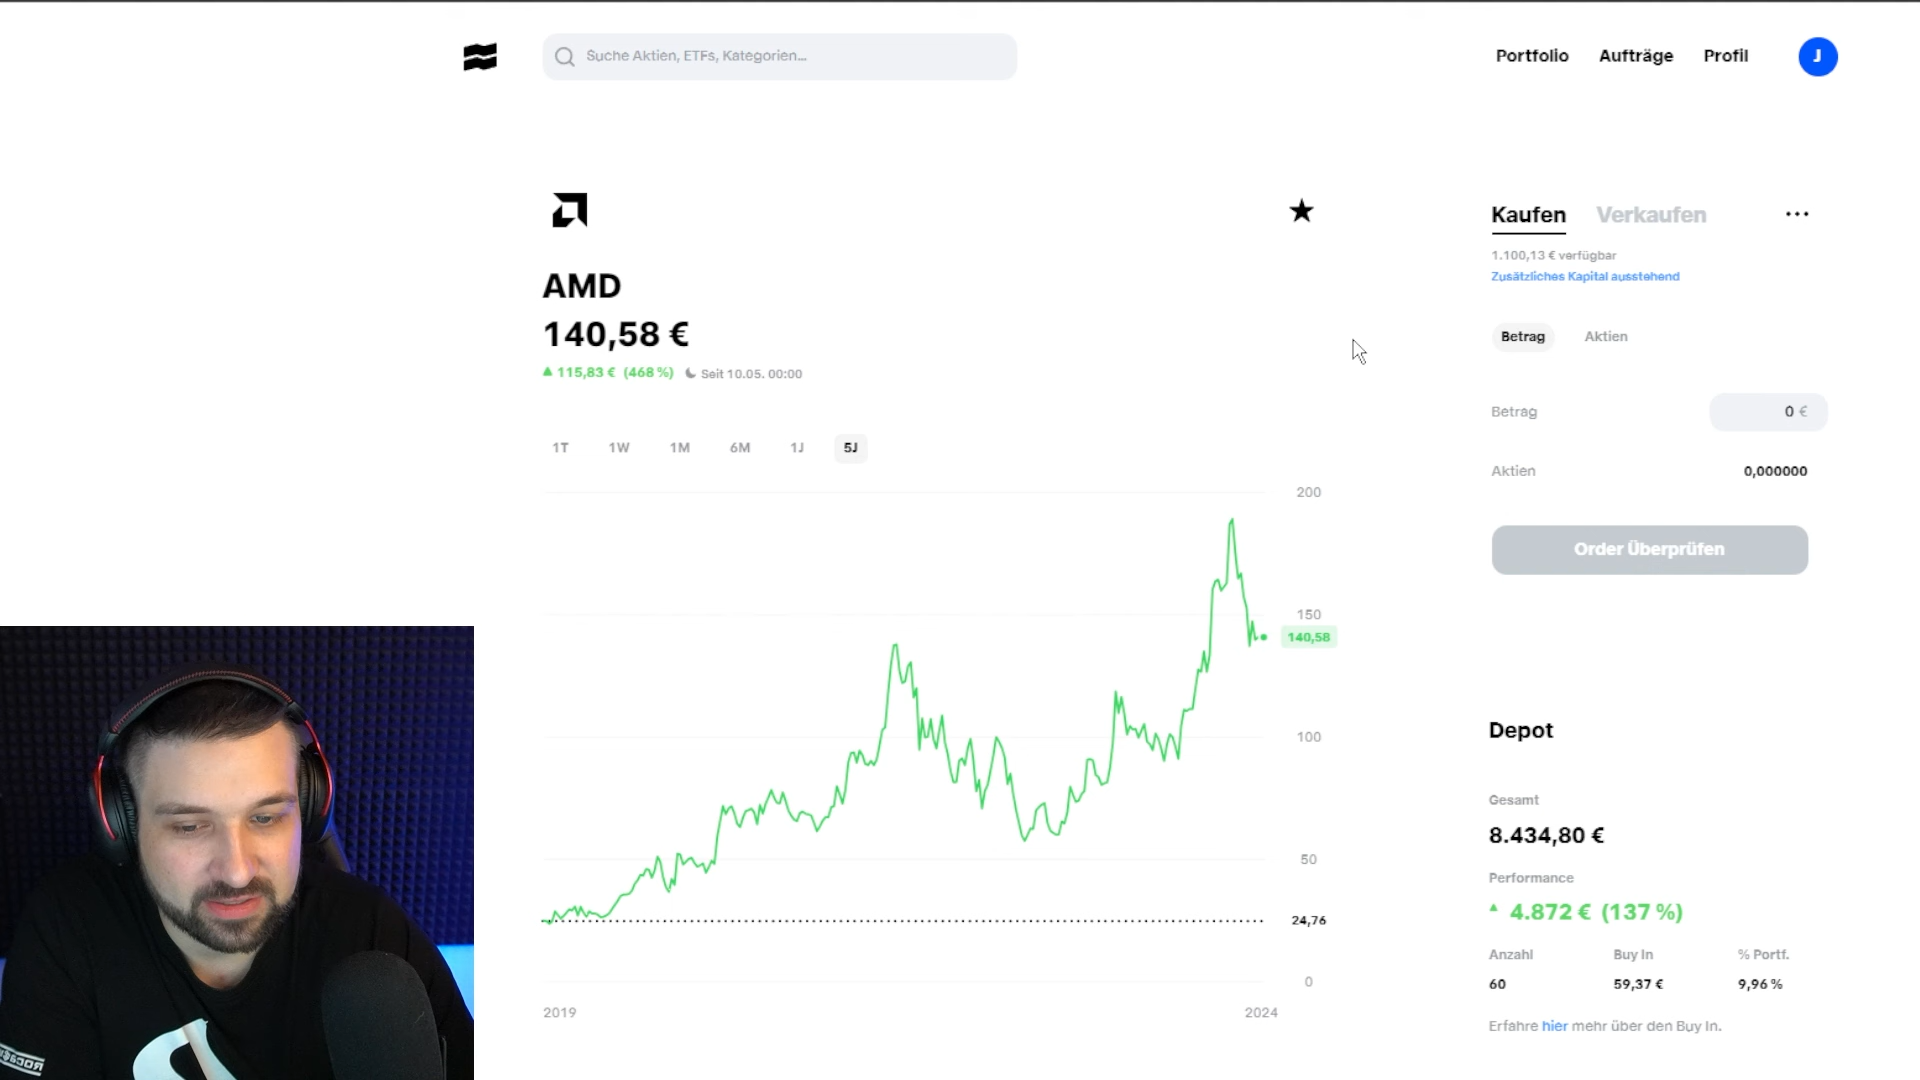 Suche Aktien, ETFs, Kategorien...
Portfolio Aufträge Profil J
AMD
140,58 €
115,83 € (468 %) Seit 10.05. 00:00
1T 1W 1M 6M 1J 5J
200
150
140,58
100
50
24,76
0
2019 2024
Kaufen Verkaufen
1.100,13 € verfügbar
Zusätzliches Kapital ausstehend
Betrag Aktien
Betrag 0 €
Aktien 0,000000
Order Überprüfen
Depot
Gesamt
8.434,80 €
Performance
4.872 € (137 %)
Anzahl Buy In % Portf.
60 59,37 € 9,96 %
Erfahre hier mehr über den Buy In.